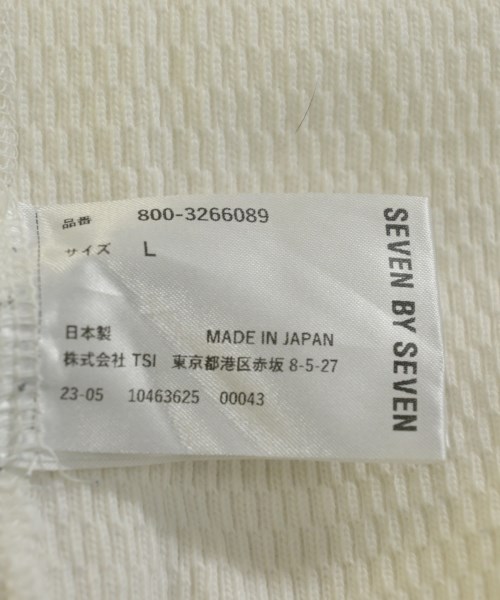 品番 800-3266089
サイズ L
日本製 MADE IN JAPAN
株式会社 TSI 東京都港区赤坂 8-5-27
23-05 10463625 00043
SEVEN BY SEVEN